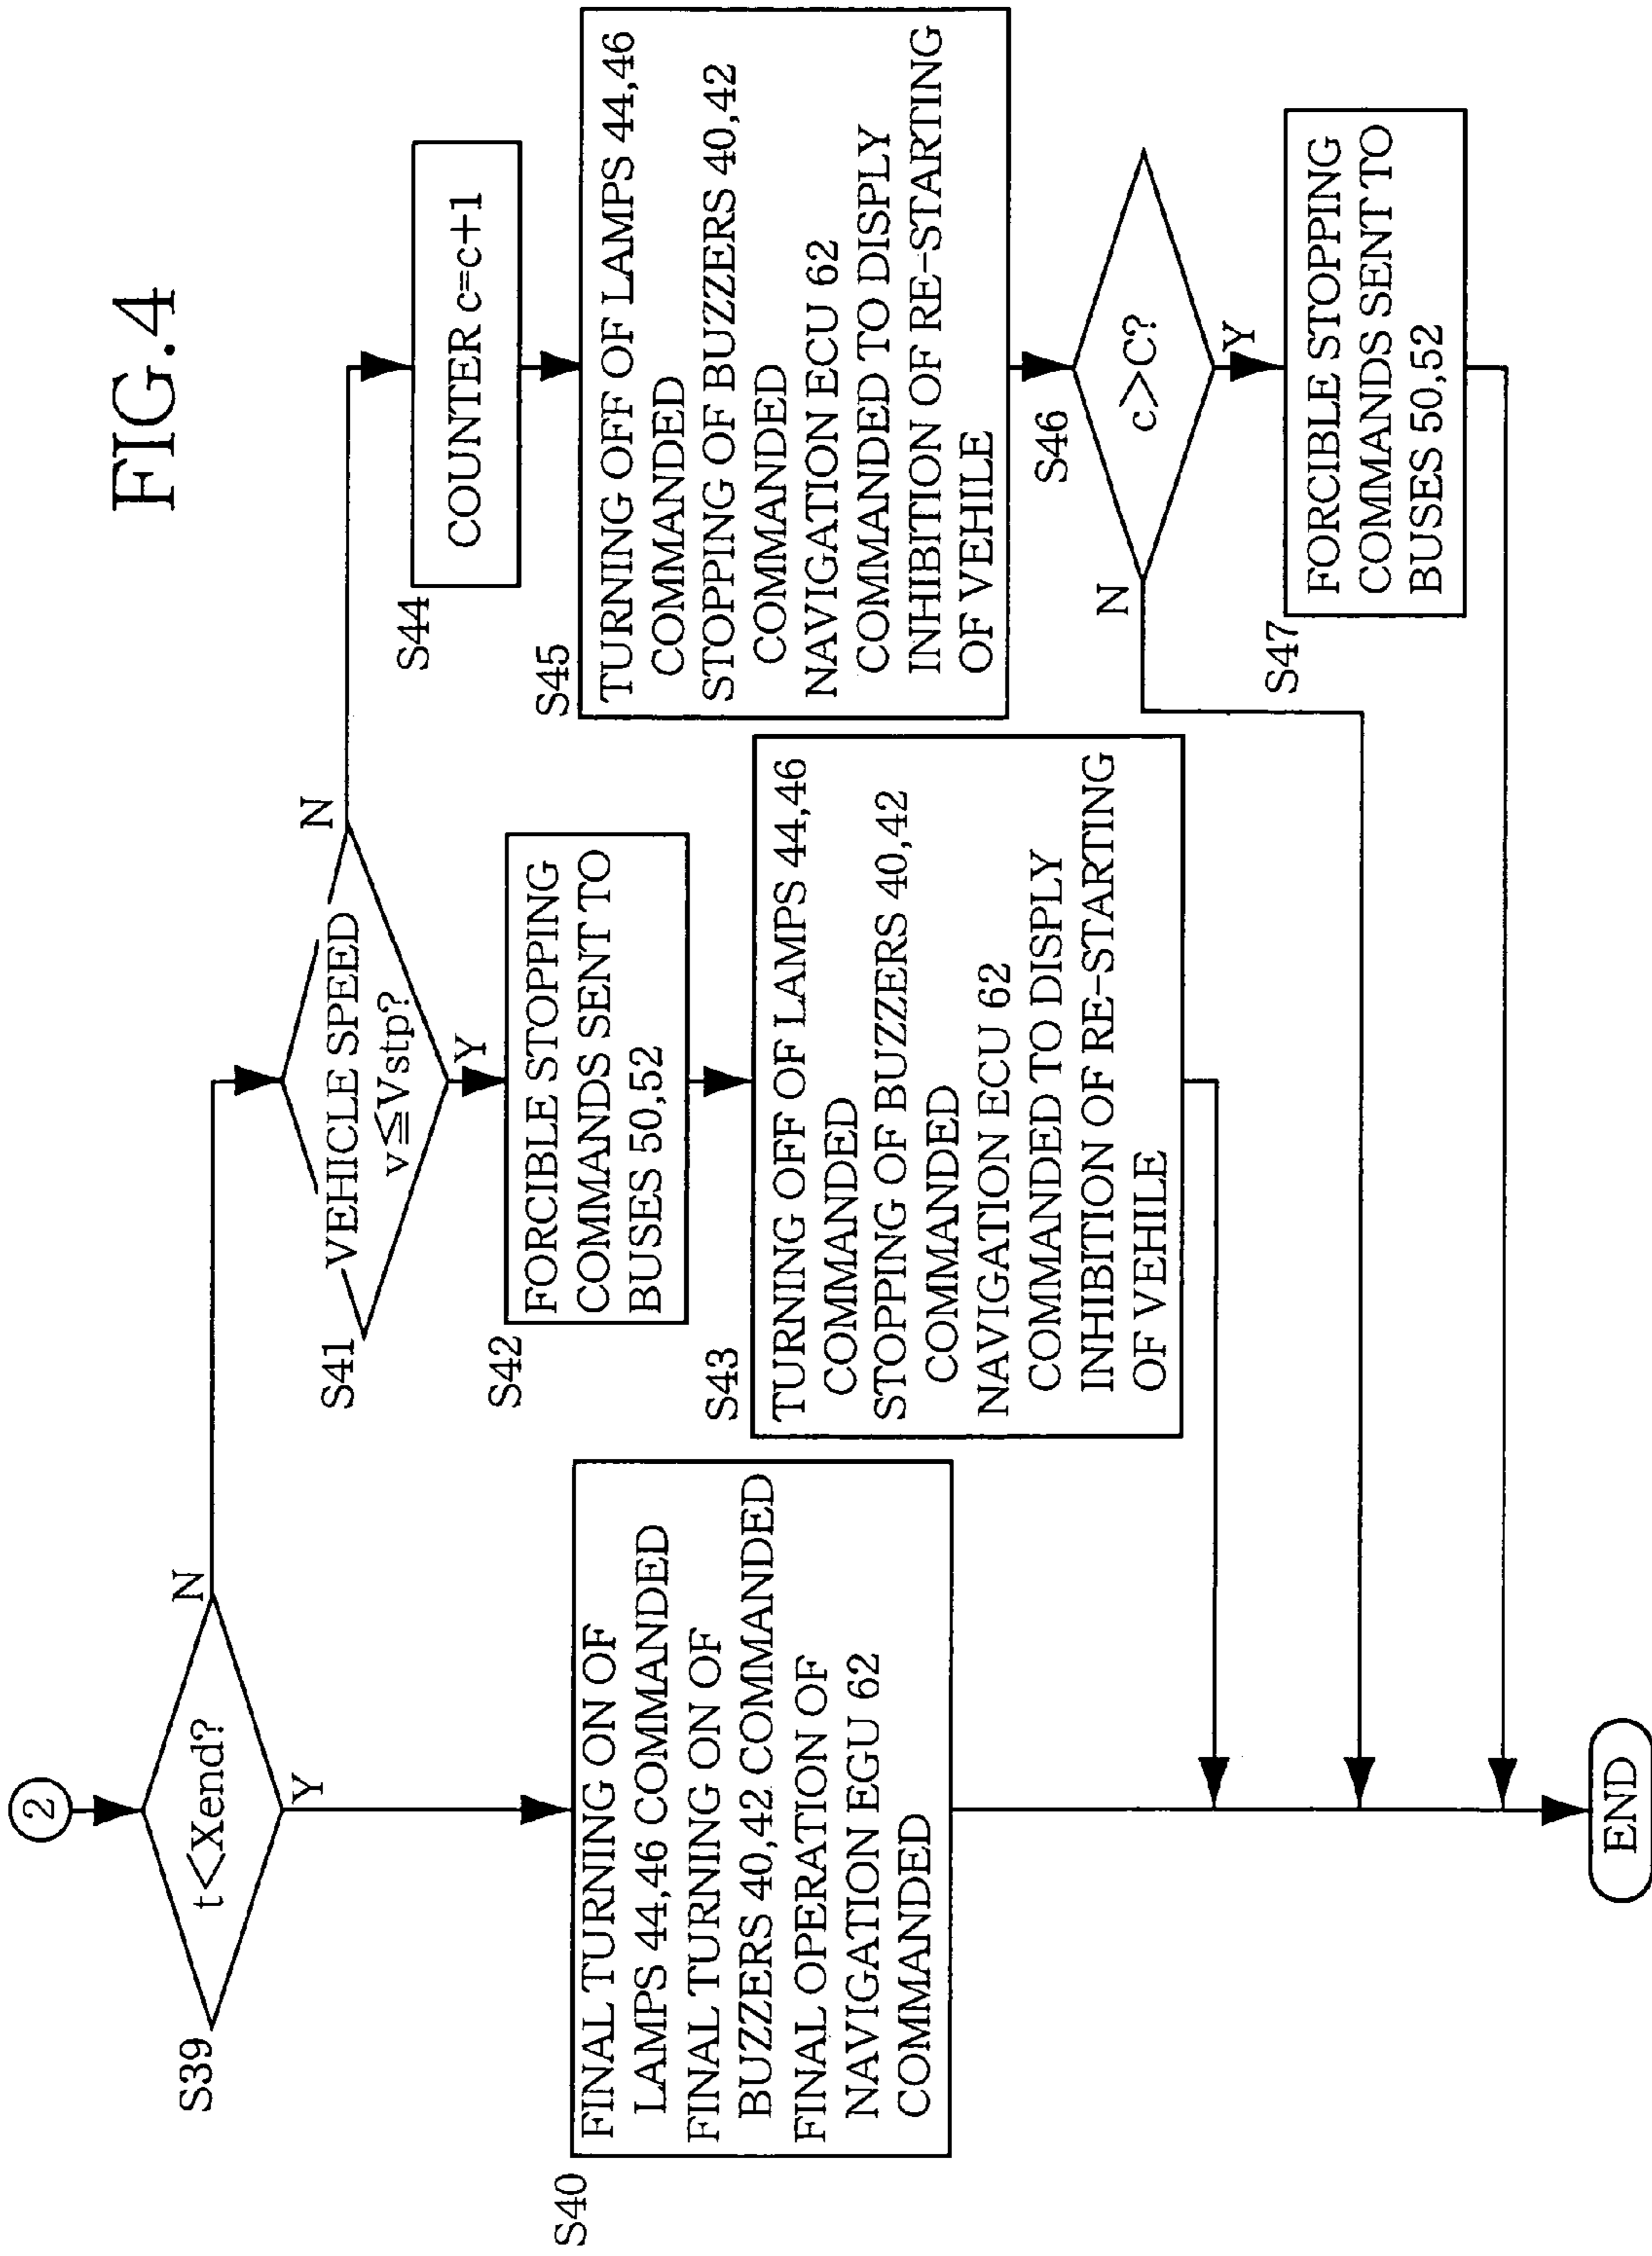 FIG.4
2
S39
t<Xend?
N
Y
S40
FINAL TURNING ON OF
LAMPS 44,46 COMMANDED
FINAL TURNING ON OF
BUZZERS 40,42 COMMANDED
FINAL OPERATION OF
NAVIGATION EGU 62
COMMANDED
S41
VEHICLE SPEED
v≦Vstp?
N
Y
S42
FORCIBLE STOPPING
COMMANDS SENT TO
BUSES 50,52
S43
TURNING OFF OF LAMPS 44,46
COMMANDED
STOPPING OF BUZZERS 40,42
COMMANDED
NAVIGATION ECU 62
COMMANDED TO DISPLY
INHIBITION OF RE-STARTING
OF VEHILE
S44
COUNTER c=c+1
S45
TURNING OFF OF LAMPS 44,46
COMMANDED
STOPPING OF BUZZERS 40,42
COMMANDED
NAVIGATION ECU 62
COMMANDED TO DISPLY
INHIBITION OF RE-STARTING
OF VEHILE
S46
c>C?
N
Y
S47
FORCIBLE STOPPING
COMMANDS SENT TO
BUSES 50,52
END